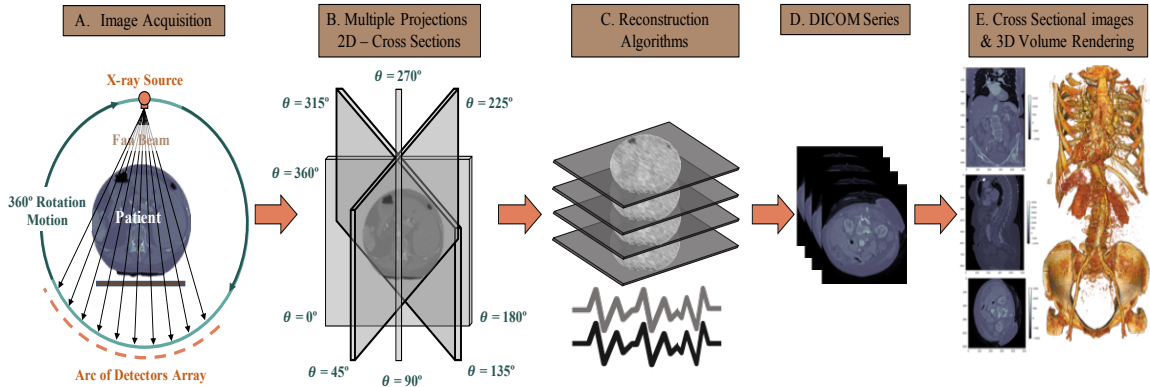 A. Image Acquisition
B. Multiple Projections
2D – Cross Sections
C. Reconstruction
Algorithms
D. DICOM Series
E. Cross Sectional images
& 3D Volume Rendering
X-ray Source
Fan Beam
360º Rotation
Motion
Patient
Arc of Detectors Array
θ = 270º
θ = 315º
θ = 225º
θ = 360º
θ = 0º
θ = 180º
θ = 45º
θ = 90º
θ = 135º